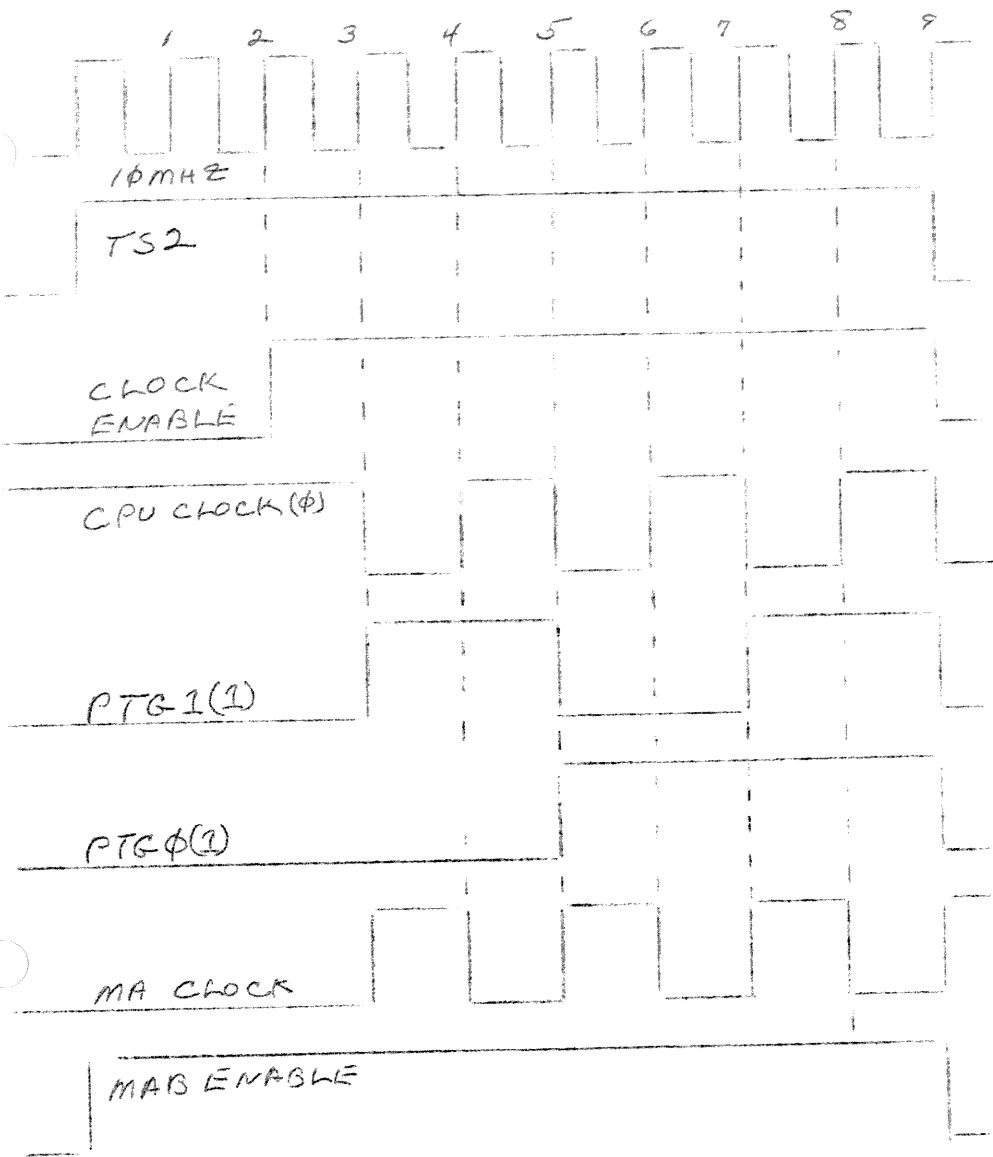 1 2 3 4 5 6 7 8 9
1ϕMHZ
TS2
CLOCK
ENABLE
CPU CLOCK(ϕ)
PTG1(1)
PTGϕ(1)
MA CLOCK
MAB ENABLE